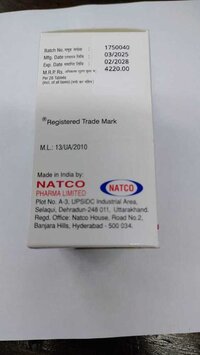 Batch No. 1750040
Mfg. Date 03/2025
Exp. Date 02/2028
M.R.P. Rs. 4220.00
Per 28 Tablets
®Registered Trade Mark
M.L.: 13/UA/2010
Made in India by:
NATCO
PHARMA LIMITED
NATCO
Plot No. A-3, UPSIDC Industrial Area,
Selaqui, Dehradun-248 011, Uttarakhand.
Regd. Office: Natco House, Road No.2,
Banjara Hills, Hyderabad - 500 034.